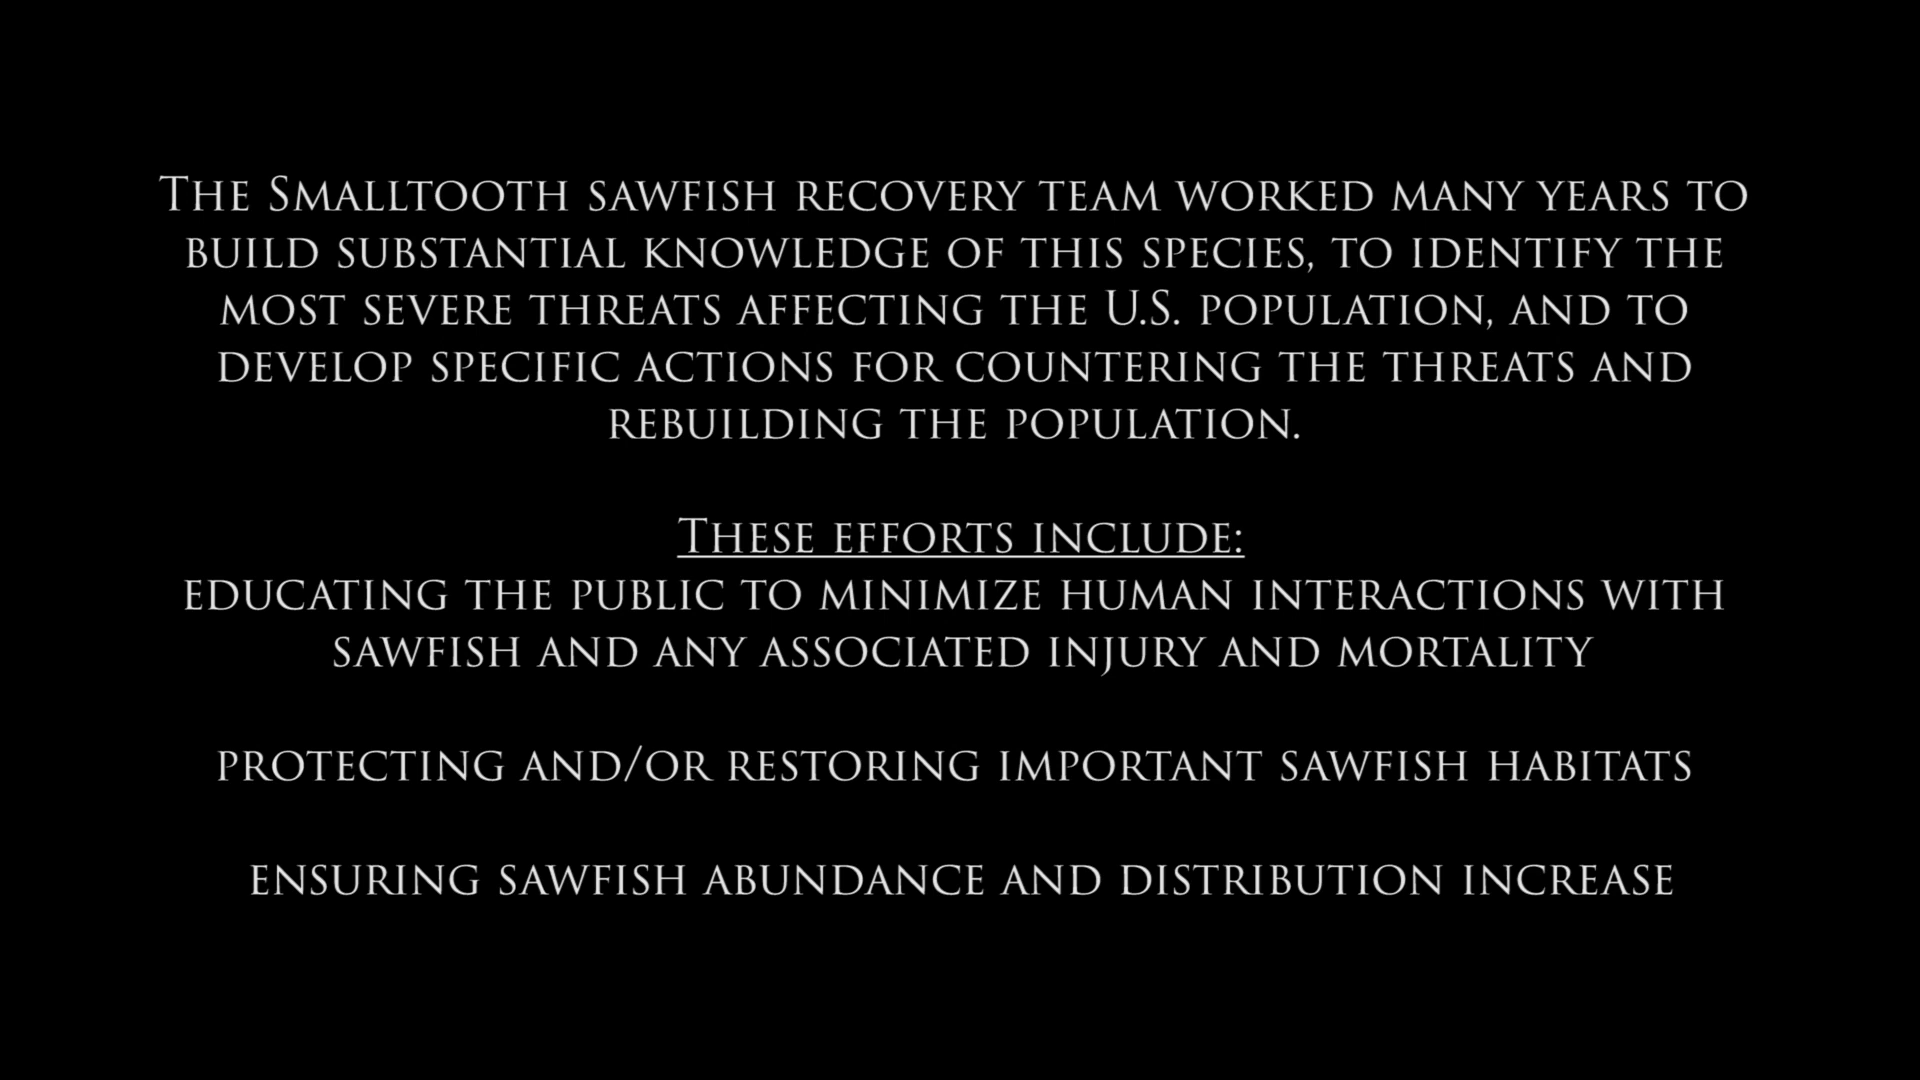 The Smalltooth sawfish recovery team worked many years to
build substantial knowledge of this species, to identify the
most severe threats affecting the U.S. population, and to
develop specific actions for countering the threats and
rebuilding the population.
These efforts include:
educating the public to minimize human interactions with
sawfish and any associated injury and mortality
protecting and/or restoring important sawfish habitats
ensuring sawfish abundance and distribution increase